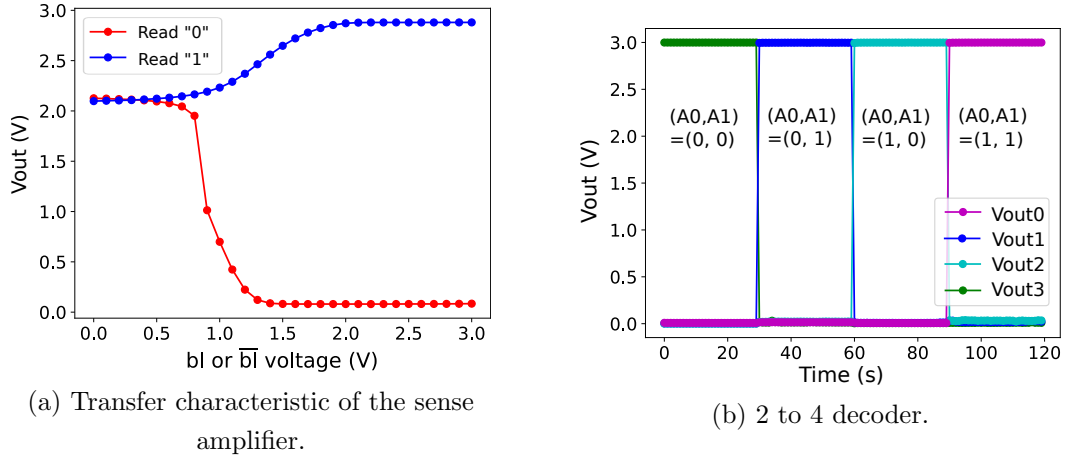 3.0
2.5
2.0
1.5
1.0
0.5
0.0
Vout (V)
Read "0"
Read "1"
0.0 0.5 1.0 1.5 2.0 2.5 3.0
bl or b̅l̅ voltage (V)
(a) Transfer characteristic of the sense
amplifier.
3.0
2.5
2.0
1.5
1.0
0.5
0.0
Vout (V)
(A0,A1)
=(0, 0)
(A0,A1)
=(0, 1)
(A0,A1)
=(1, 0)
(A0,A1)
=(1, 1)
Vout0
Vout1
Vout2
Vout3
0 20 40 60 80 100 120
Time (s)
(b) 2 to 4 decoder.